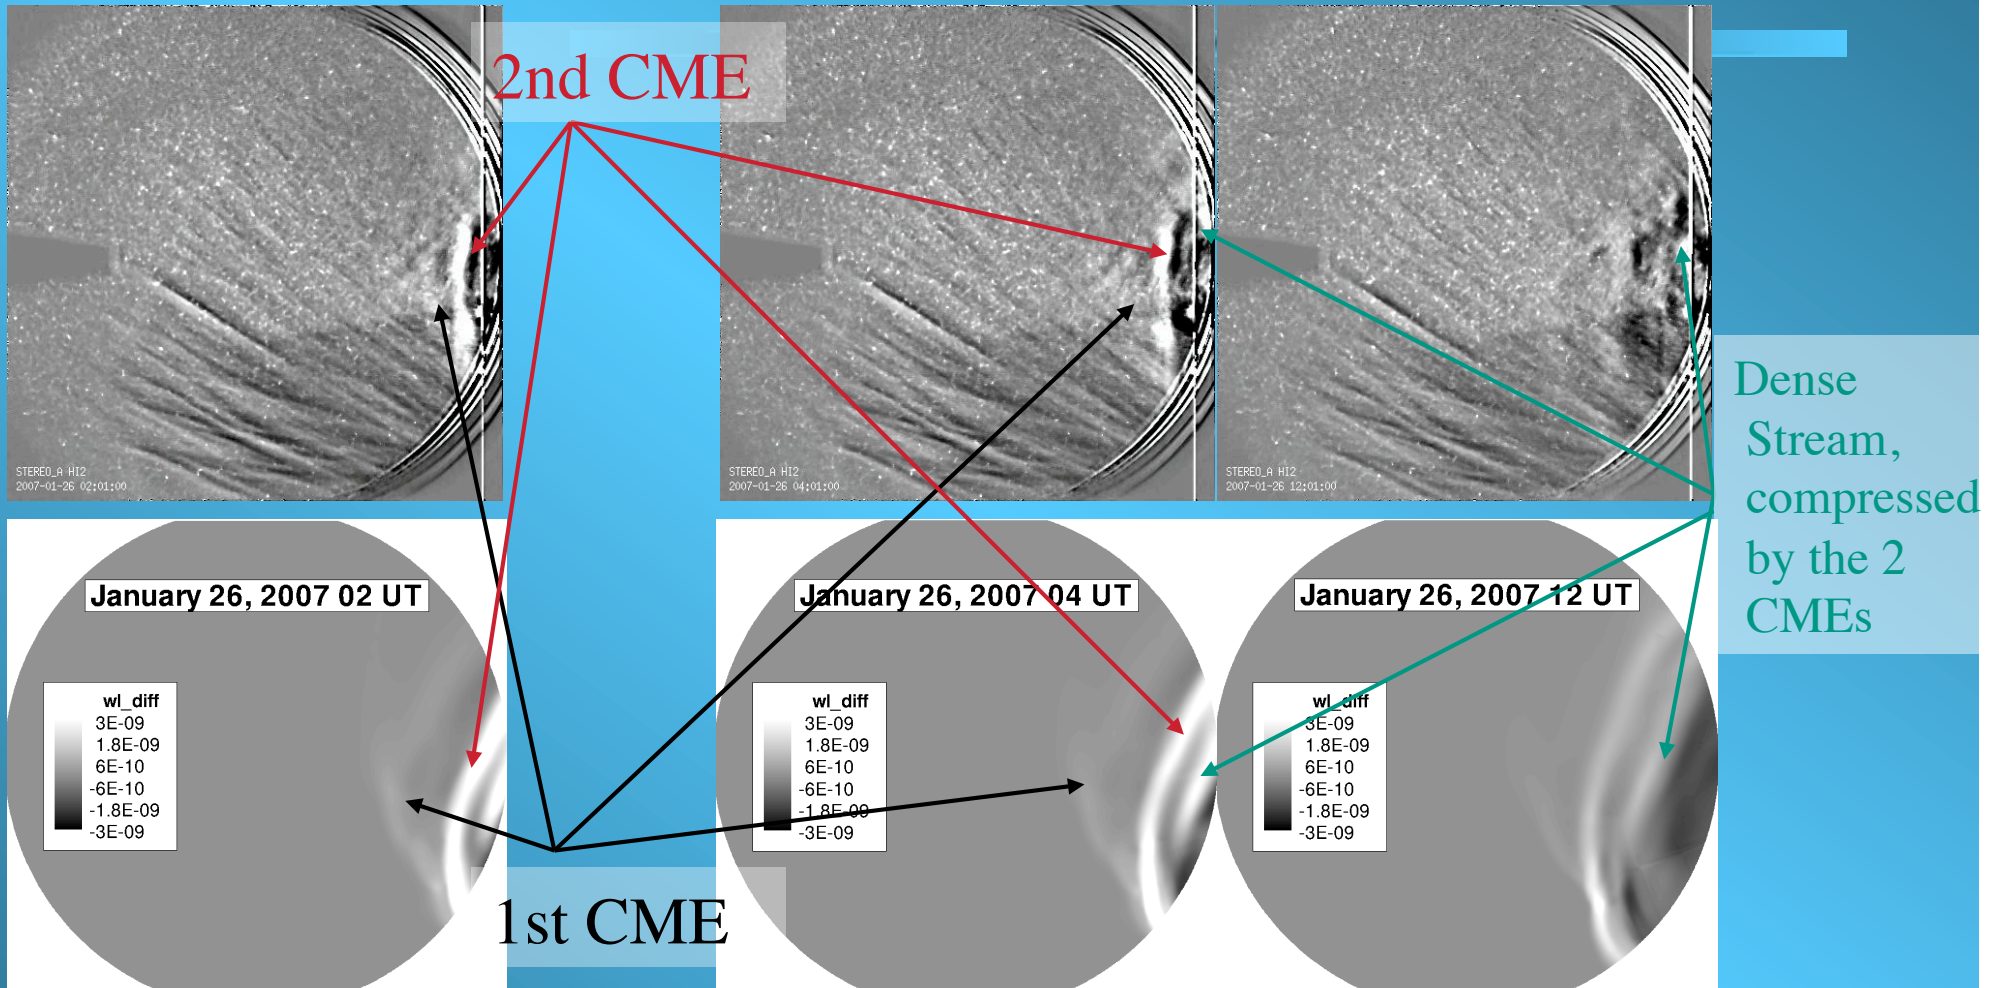 2nd CME
STEREO_A HI2
2007-01-26 02:01:00
STEREO_A HI2
2007-01-26 04:01:00
STEREO_A HI2
2007-01-26 12:01:00
Dense
Stream,
compressed
by the 2
CMEs
January 26, 2007 02 UT
wl_diff
3E-09
1.8E-09
6E-10
-6E-10
-1.8E-09
-3E-09
January 26, 2007 04 UT
wl_diff
3E-09
1.8E-09
6E-10
-6E-10
-1.8E-09
-3E-09
January 26, 2007 12 UT
wl_diff
3E-09
1.8E-09
6E-10
-6E-10
-1.8E-09
-3E-09
1st CME